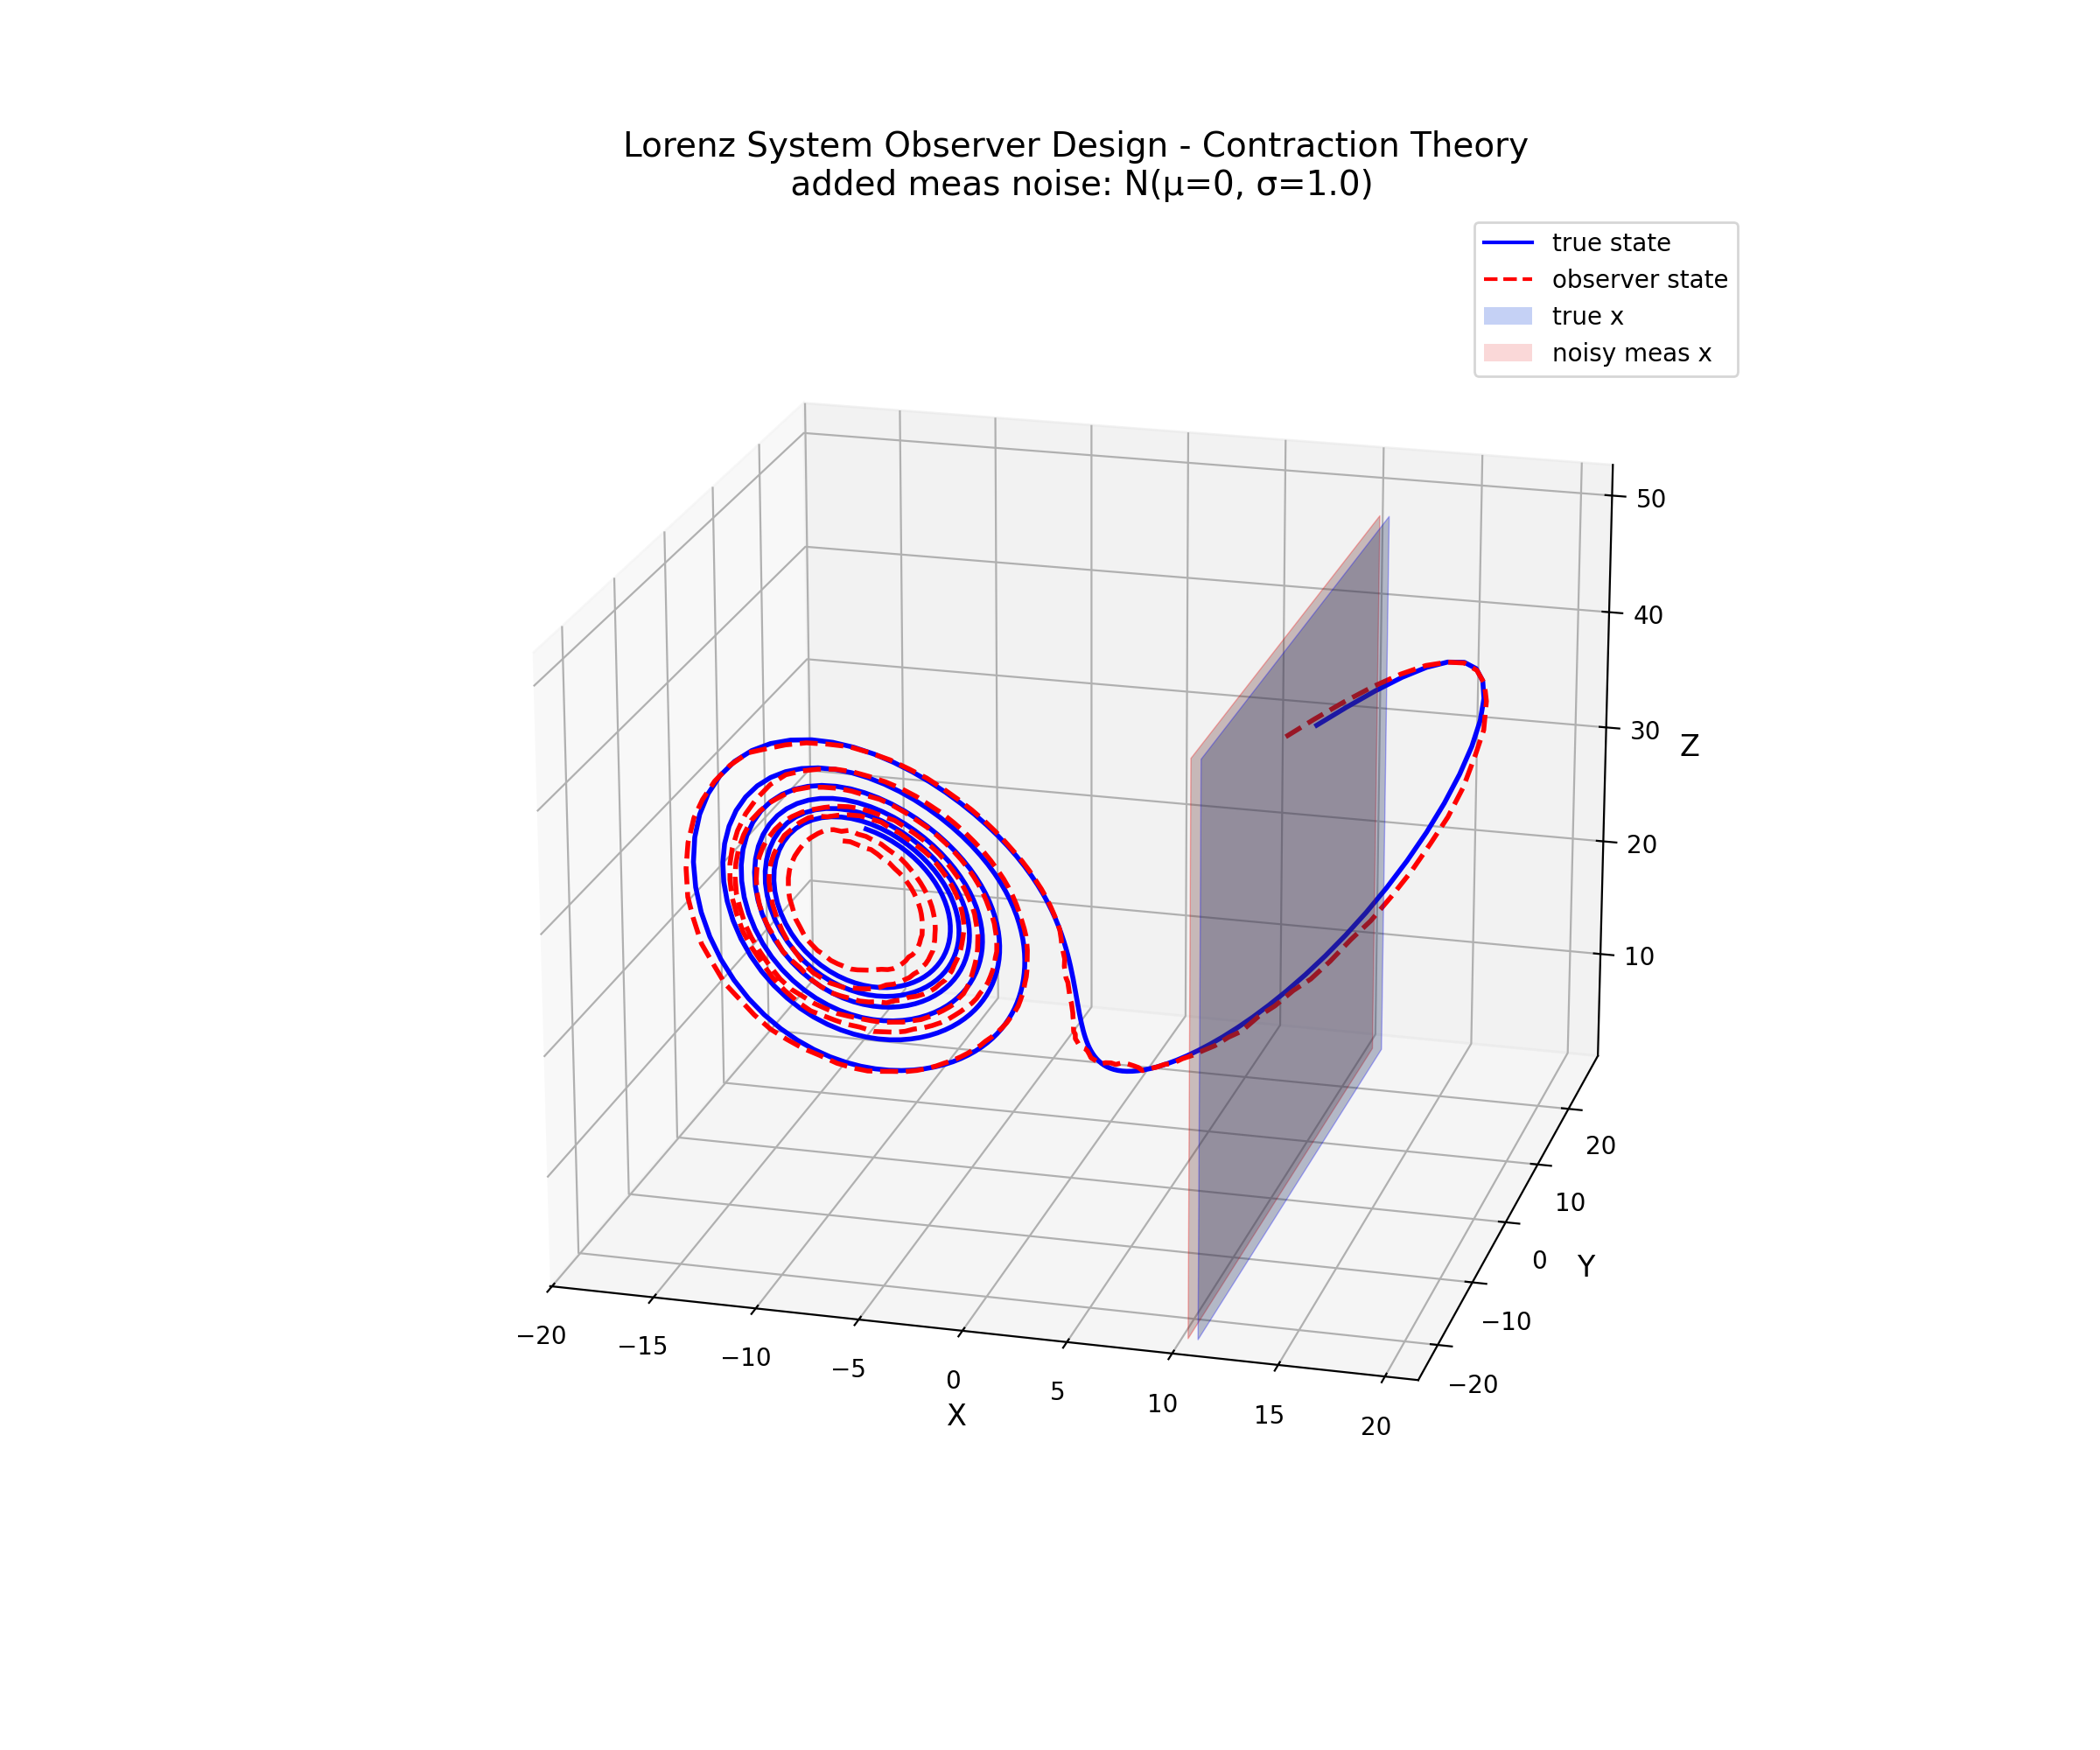 Lorenz System Observer Design - Contraction Theory
added meas noise: N(μ=0, σ=1.0)
true state
observer state
true x
noisy meas x
50
40
30
Z
20
10
20
10
0
Y
−10
−20
−20
−15
−10
−5
0
5
10
15
20
X